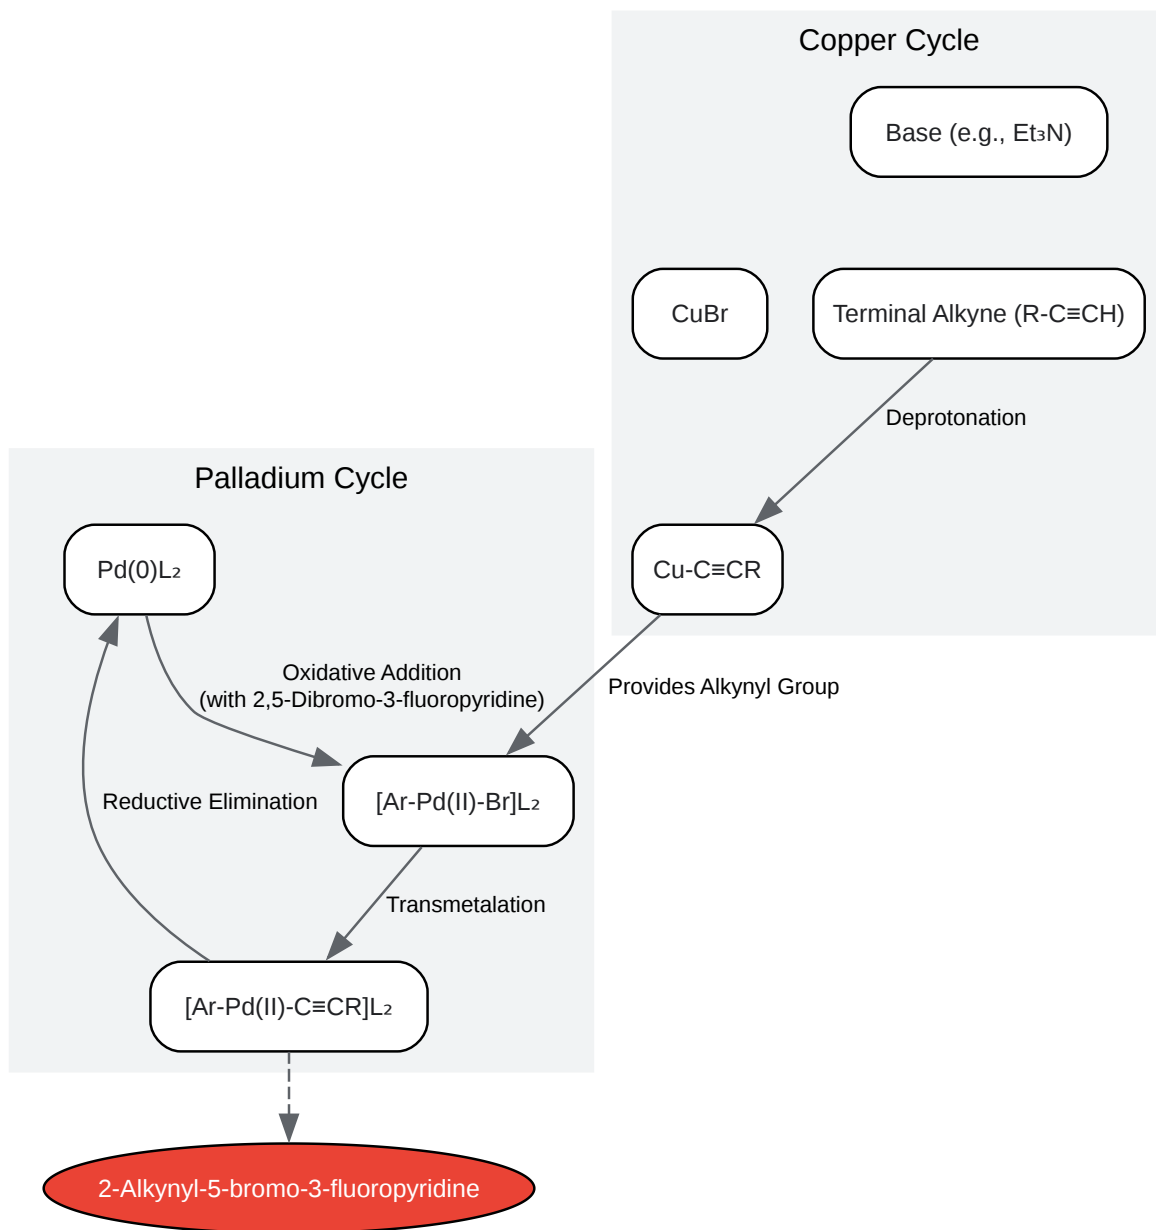 Copper Cycle
Base (e.g., Et₃N)
CuBr
Terminal Alkyne (R-C≡CH)
Deprotonation
Palladium Cycle
Pd(0)L₂
Cu-C≡CR
Oxidative Addition
(with 2,5-Dibromo-3-fluoropyridine)
Provides Alkynyl Group
Reductive Elimination
[Ar-Pd(II)-Br]L₂
Transmetalation
[Ar-Pd(II)-C≡CR]L₂
2-Alkynyl-5-bromo-3-fluoropyridine